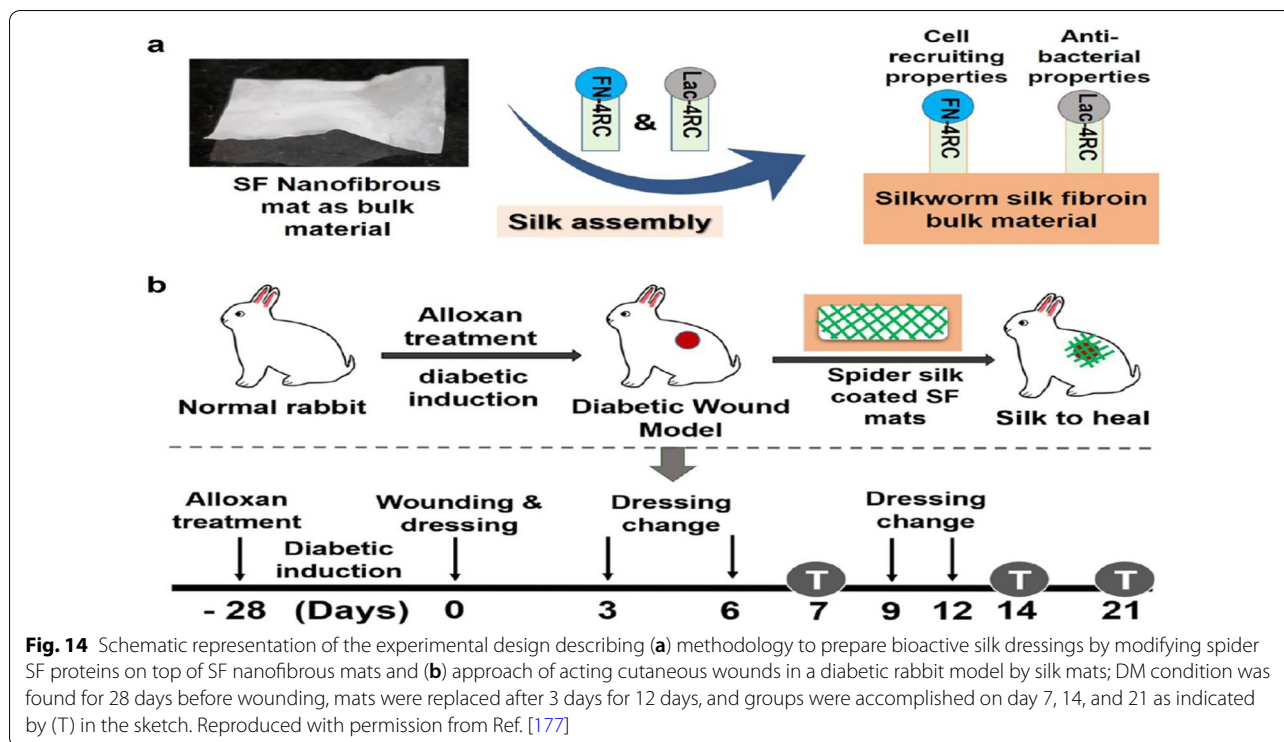 a
SF Nanofibrous
mat as bulk
material
FN-4RC
&
Lac-4RC
Silk assembly
Cell
recruiting
properties
Anti-
bacterial
properties
FN-4RC
Lac-4RC
Silkworm silk fibroin
bulk material
b
Normal rabbit
Alloxan
treatment
diabetic
induction
Diabetic Wound
Model
Spider silk
coated SF
mats
Silk to heal
Alloxan
treatment
Diabetic
induction
Wounding &
dressing
Dressing
change
Dressing
change
T
T
T
- 28 (Days) 0 3 6 7 9 12 14 21
Fig. 14 Schematic representation of the experimental design describing (a) methodology to prepare bioactive silk dressings by modifying spider
SF proteins on top of SF nanofibrous mats and (b) approach of acting cutaneous wounds in a diabetic rabbit model by silk mats; DM condition was
found for 28 days before wounding, mats were replaced after 3 days for 12 days, and groups were accomplished on day 7, 14, and 21 as indicated
by (T) in the sketch. Reproduced with permission from Ref. [177]